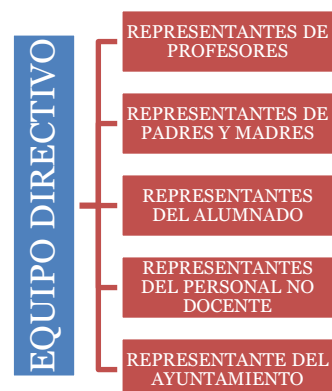 EQUIPO DIRECTIVO
REPRESENTANTES DE
PROFESORES
REPRESENTANTES DE
PADRES Y MADRES
REPRESENTANTES
DEL ALUMNADO
REPRESENTANTES
DEL PERSONAL NO
DOCENTE
REPRESENTANTE DEL
AYUNTAMIENTO